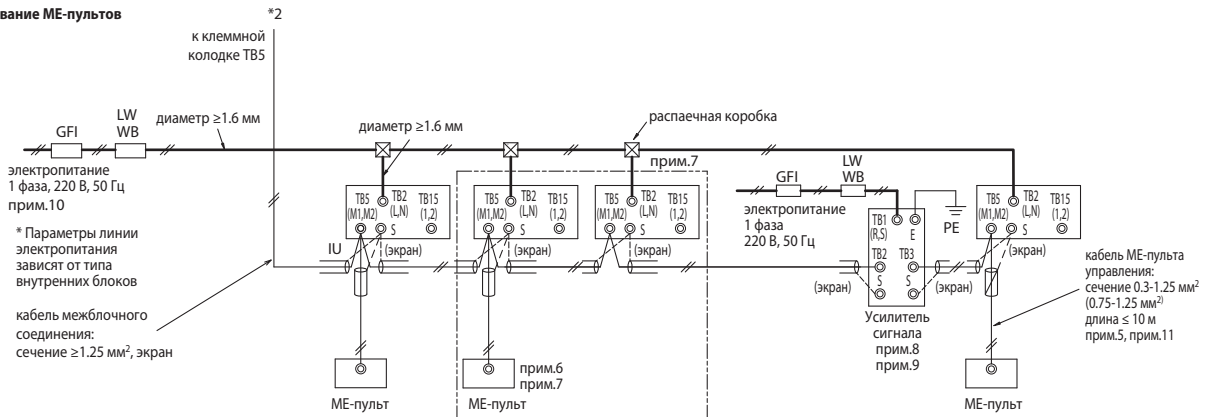 вание МЕ-пультов
*2
к клеммной
колодке TB5
GFI
LW
WB
диаметр ≥1.6 мм
диаметр ≥1.6 мм
распаечная коробка
прим.7
электропитание
1 фаза, 220 В, 50 Гц
прим.10
* Параметры линии
электропитания
зависят от типа
внутренних блоков
кабель межблочного
соединения:
сечение ≥1.25 мм², экран
IU
TB5
(M1,M2)
TB2
(L,N)
TB15
(1,2)
S
(экран)
МЕ-пульт
TB5
(M1,M2)
TB2
(L,N)
TB15
(1,2)
S
(экран)
прим.6
прим.7
МЕ-пульт
TB5
(M1,M2)
TB2
(L,N)
TB15
(1,2)
S
(экран)
GFI
LW
WB
электропитание
1 фаза
220 В, 50 Гц
TB1
(R,S)
E
PE
TB2
TB3
S
S
(экран)
(экран)
Усилитель
сигнала
прим.8
прим.9
TB5
(M1,M2)
TB2
(L,N)
TB15
(1,2)
S
(экран)
МЕ-пульт
кабель МЕ-пульта
управления:
сечение 0.3-1.25 мм²
(0.75-1.25 мм²)
длина ≤ 10 м
прим.5, прим.11